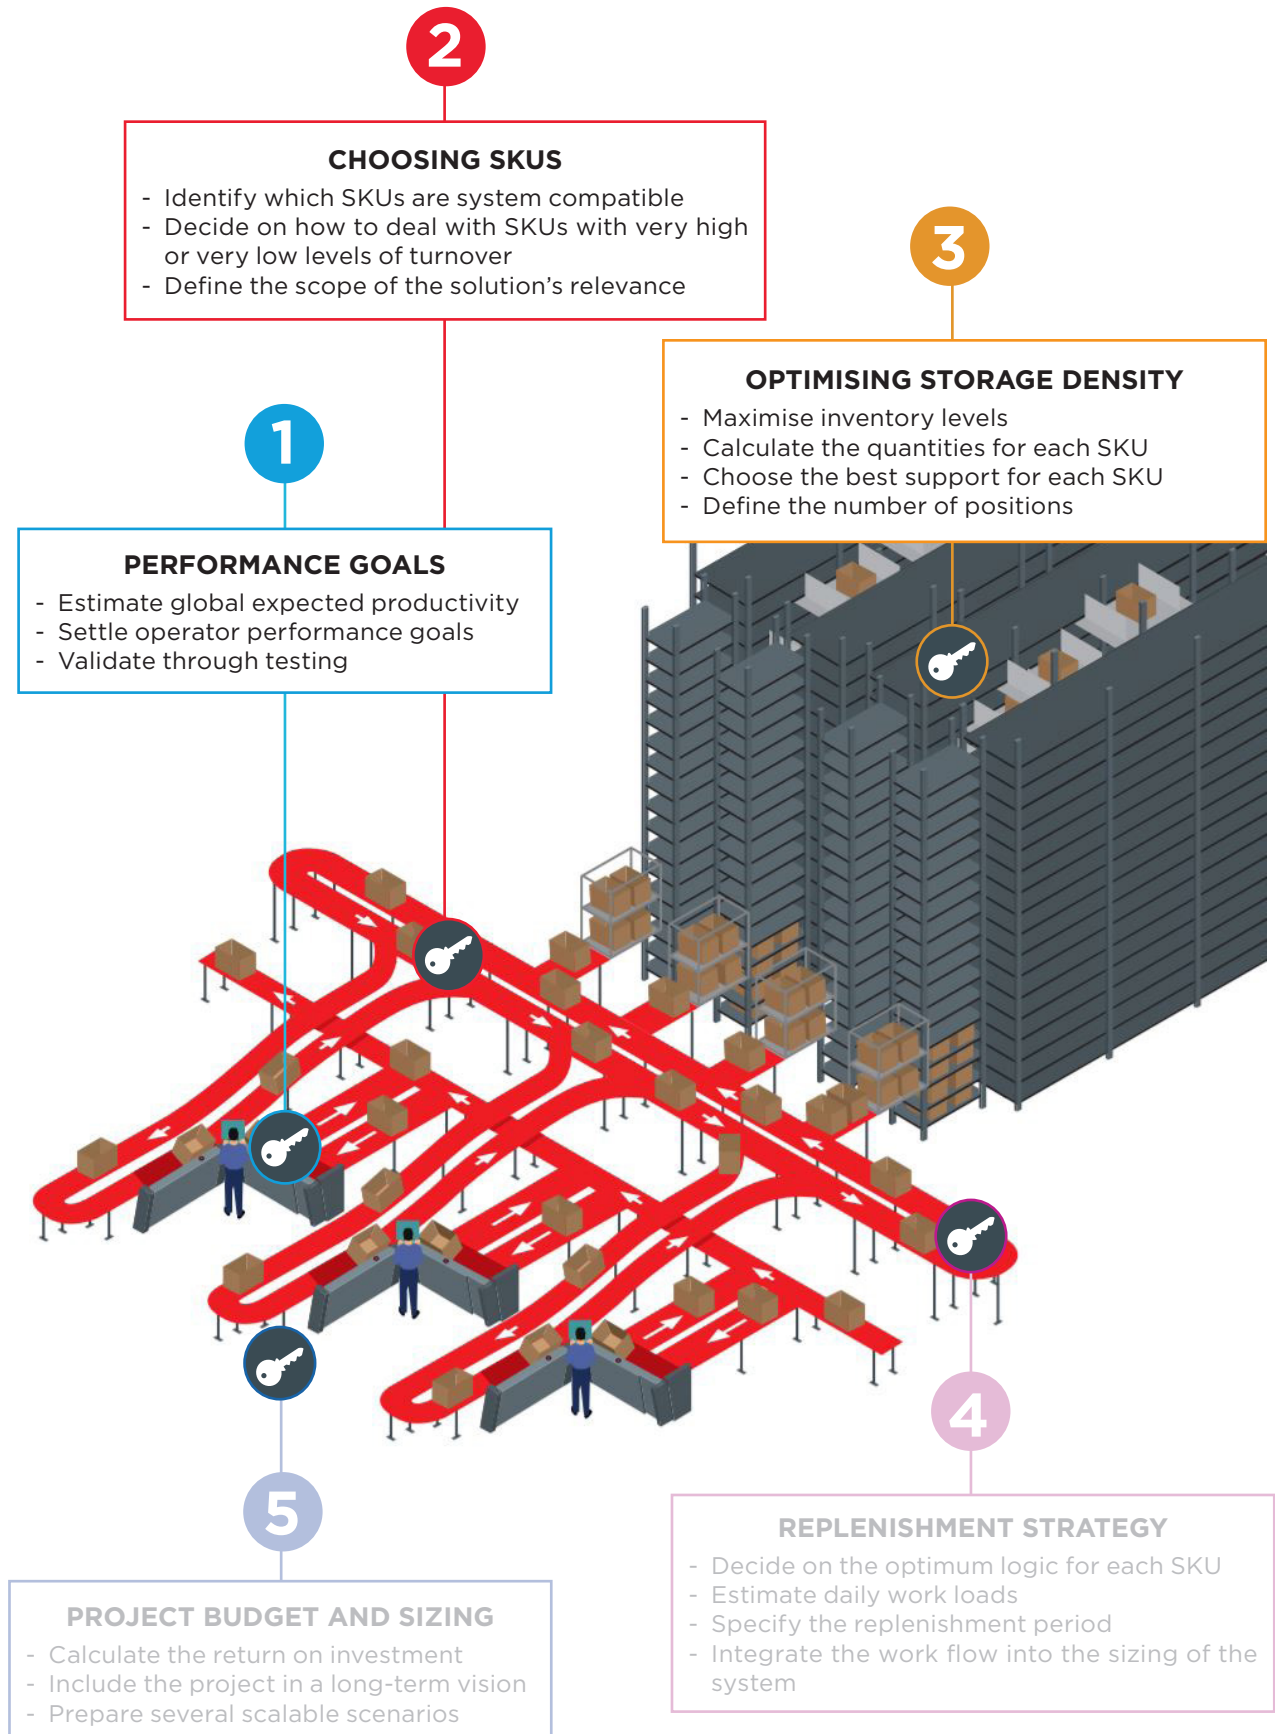 2
CHOOSING SKUS
- Identify which SKUs are system compatible
- Decide on how to deal with SKUs with very high
or very low levels of turnover
- Define the scope of the solution’s relevance
3
OPTIMISING STORAGE DENSITY
- Maximise inventory levels
- Calculate the quantities for each SKU
- Choose the best support for each SKU
- Define the number of positions
1
PERFORMANCE GOALS
- Estimate global expected productivity
- Settle operator performance goals
- Validate through testing
4
REPLENISHMENT STRATEGY
- Decide on the optimum logic for each SKU
- Estimate daily work loads
- Specify the replenishment period
- Integrate the work flow into the sizing of the
system
5
PROJECT BUDGET AND SIZING
- Calculate the return on investment
- Include the project in a long-term vision
- Prepare several scalable scenarios